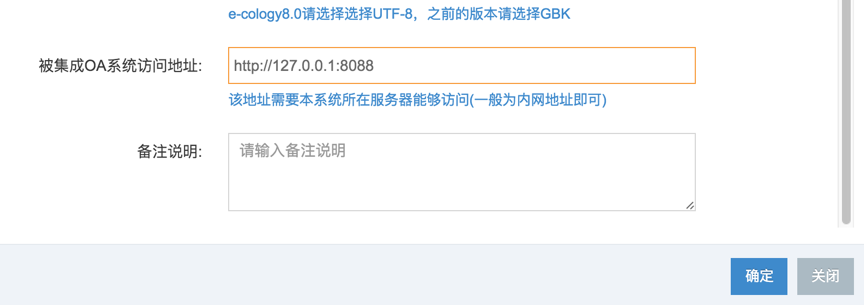 e-cology8.0请选择选择UTF-8，之前的版本请选择GBK
被集成OA系统访问地址: http://127.0.0.1:8088
该地址需要本系统所在服务器能够访问(一般为内网地址即可)
备注说明: 请输入备注说明
确定 关闭